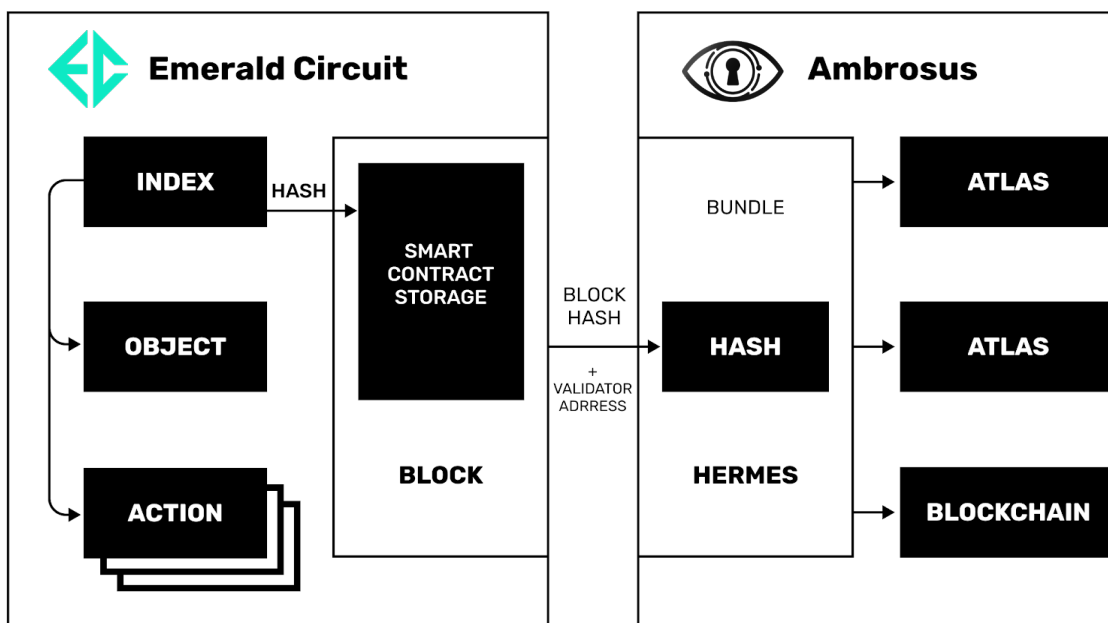 Emerald Circuit
INDEX
HASH
SMART
CONTRACT
STORAGE
OBJECT
ACTION
BLOCK
BLOCK
HASH
+
VALIDATOR
ADRRESS
Ambrosus
BUNDLE
HASH
HERMES
ATLAS
ATLAS
BLOCKCHAIN